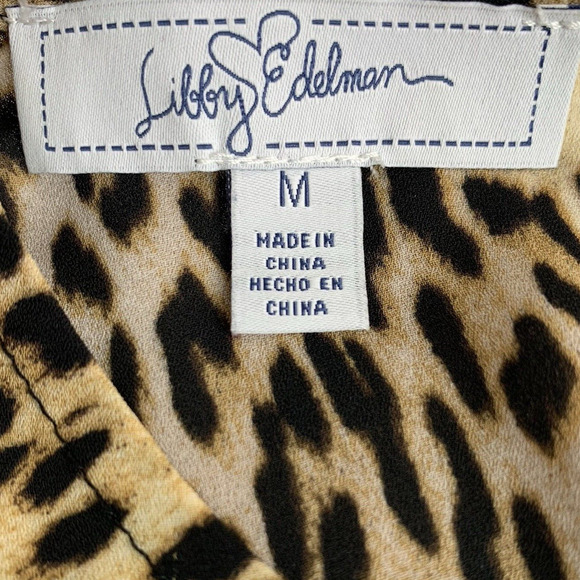 Libby Edelman
M
MADE IN
CHINA
HECHO EN
CHINA